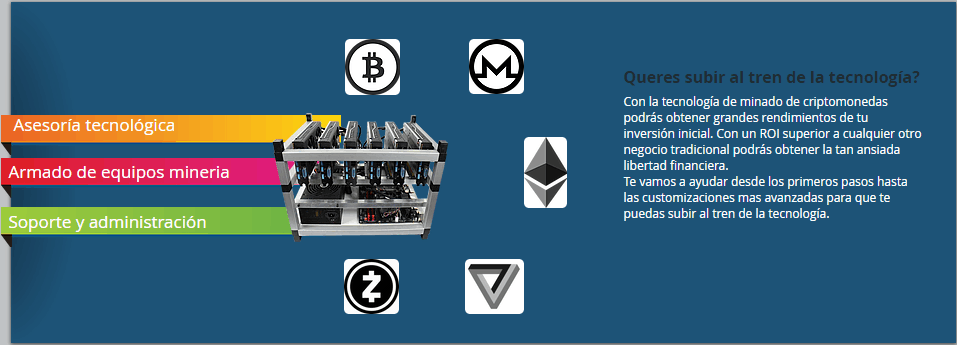 Asesoría tecnológica
Armado de equipos mineria
Soporte y administración
Queres subir al tren de la tecnología?
Con la tecnología de minado de criptomonedas
podrás obtener grandes rendimientos de tu
inversión inicial. Con un ROI superior a cualquier otro
negocio tradicional podrás obtener la tan ansiada
libertad financiera.
Te vamos a ayudar desde los primeros pasos hasta
las customizaciones mas avanzadas para que te
puedas subir al tren de la tecnología.